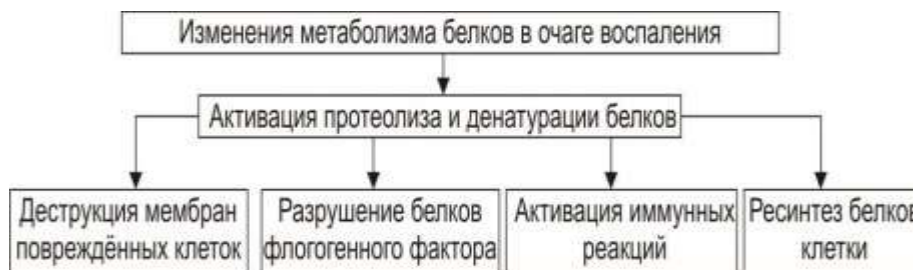 Изменения метаболизма белков в очаге воспаления
Активация протеолиза и денатурации белков
Деструкция мембран
повреждённых клеток
Разрушение белков
флогогенного фактора
Активация иммунных
реакций
Ресинтез белков
клетки